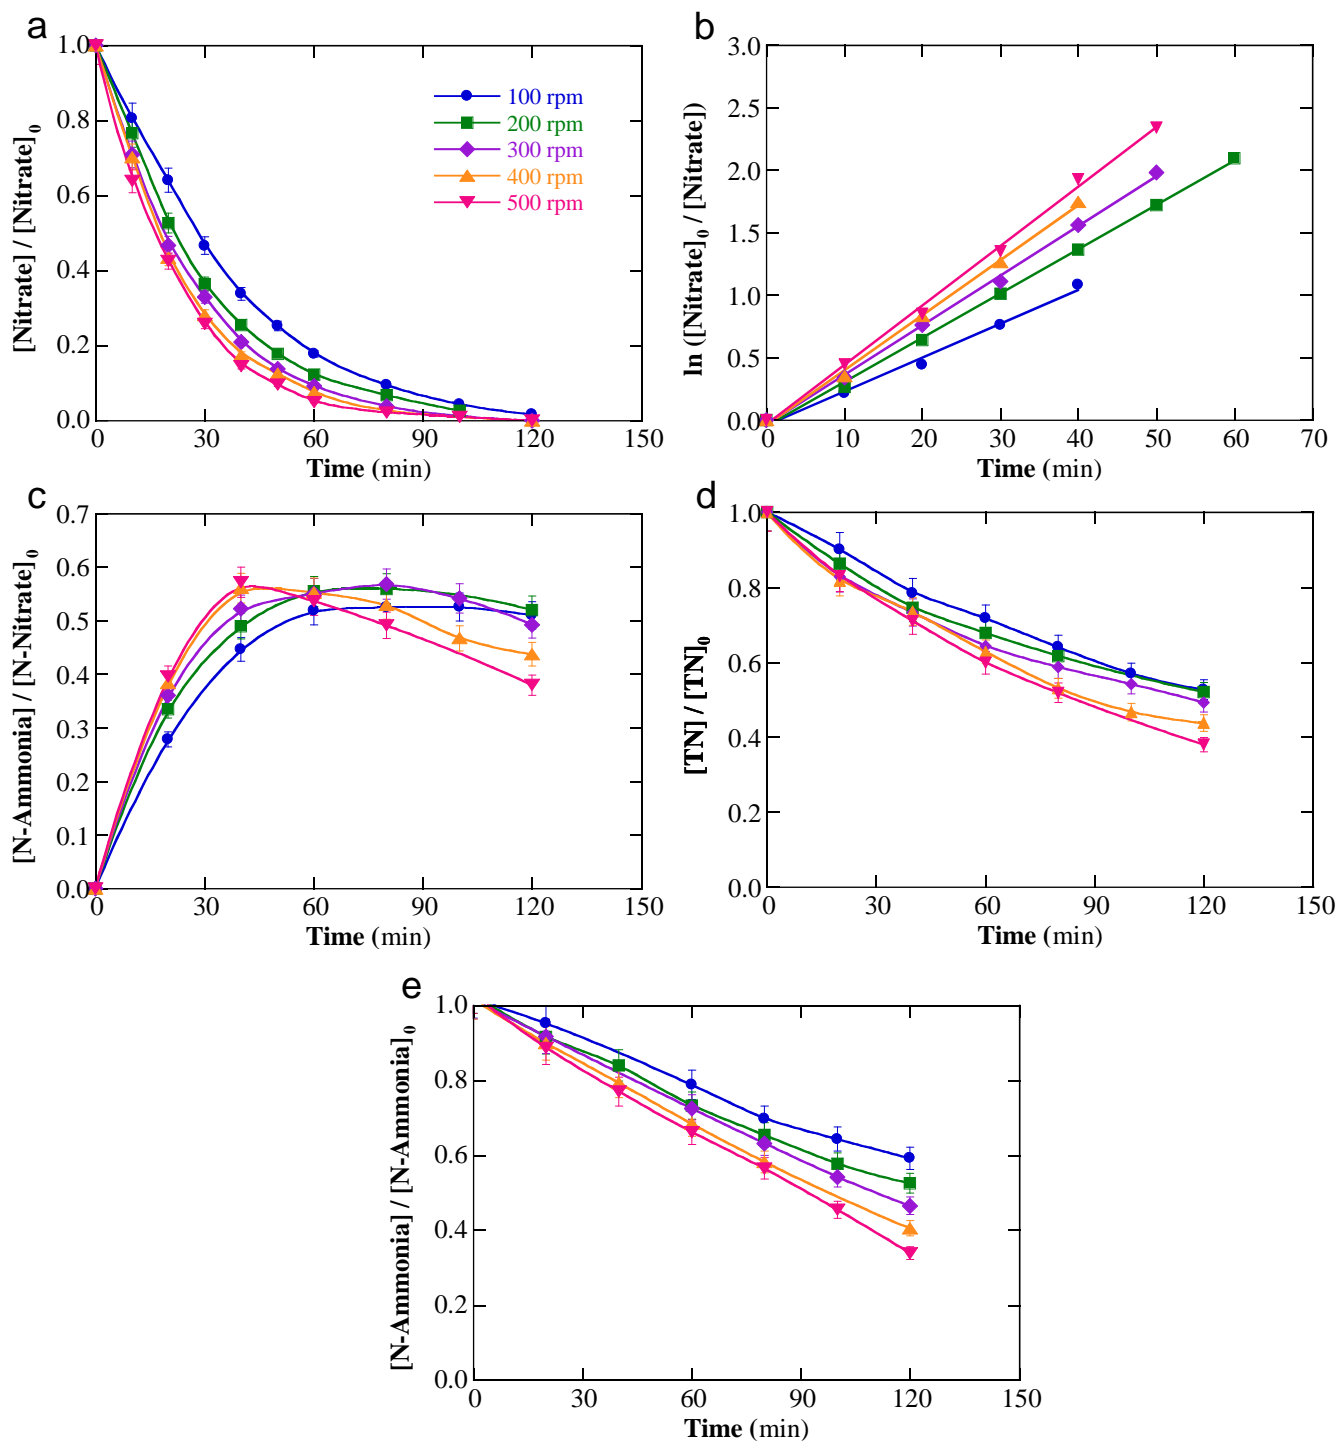 a
[Nitrate] / [Nitrate]0
1.0
0.8
0.6
0.4
0.2
0.0
0 30 60 90 120 150
Time (min)
100 rpm
200 rpm
300 rpm
400 rpm
500 rpm
b
ln ([Nitrate]0 / [Nitrate])
3.0
2.5
2.0
1.5
1.0
0.5
0.0
0 10 20 30 40 50 60 70
Time (min)
c
[N-Ammonia] / [N-Nitrate]0
0.7
0.6
0.5
0.4
0.3
0.2
0.1
0.0
0 30 60 90 120 150
Time (min)
d
[TN] / [TN]0
1.0
0.8
0.6
0.4
0.2
0.0
0 30 60 90 120 150
Time (min)
e
[N-Ammonia] / [N-Ammonia]0
1.0
0.8
0.6
0.4
0.2
0.0
0 30 60 90 120 150
Time (min)